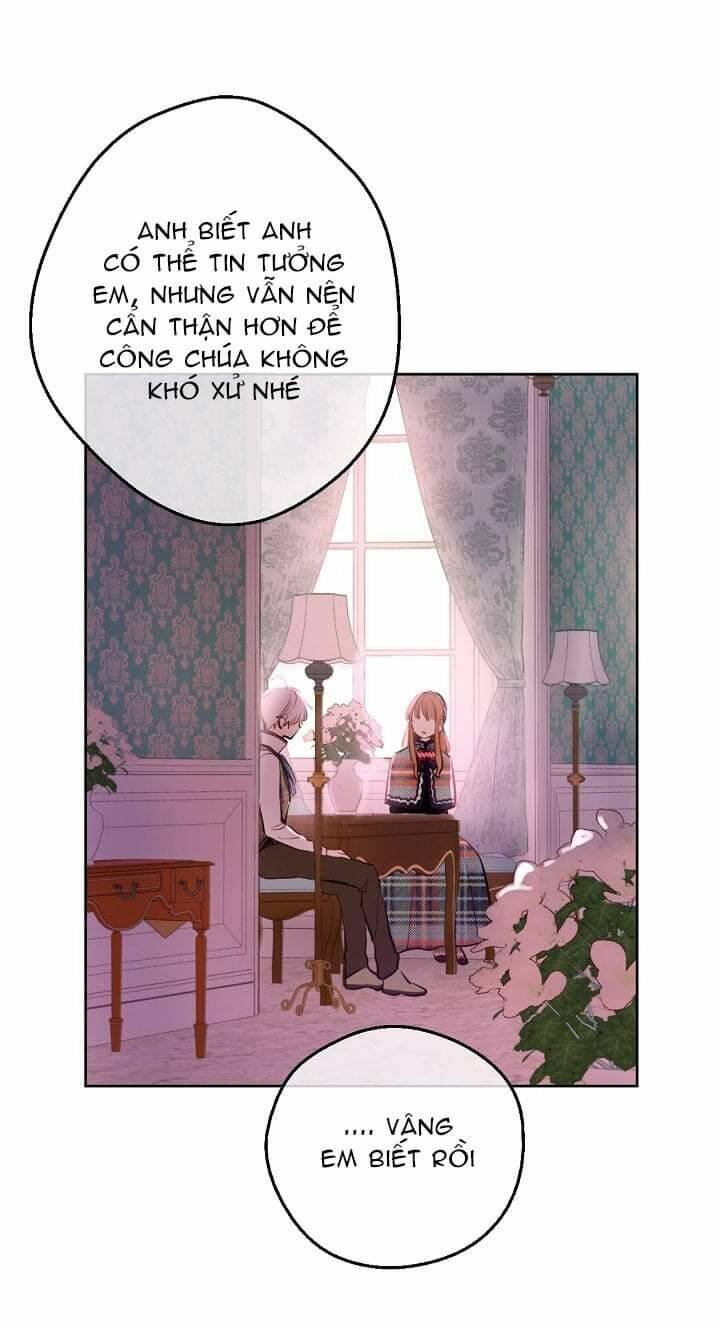 ANH BIẾT ANH
CÓ THỂ TIN TƯỞNG
EM, NHƯNG VẪN NÊN
CẨN THẬN HƠN ĐỂ
CÔNG CHÚA KHÔNG
KHÓ XỬ NHÉ
.... VÂNG
EM BIẾT RỒI